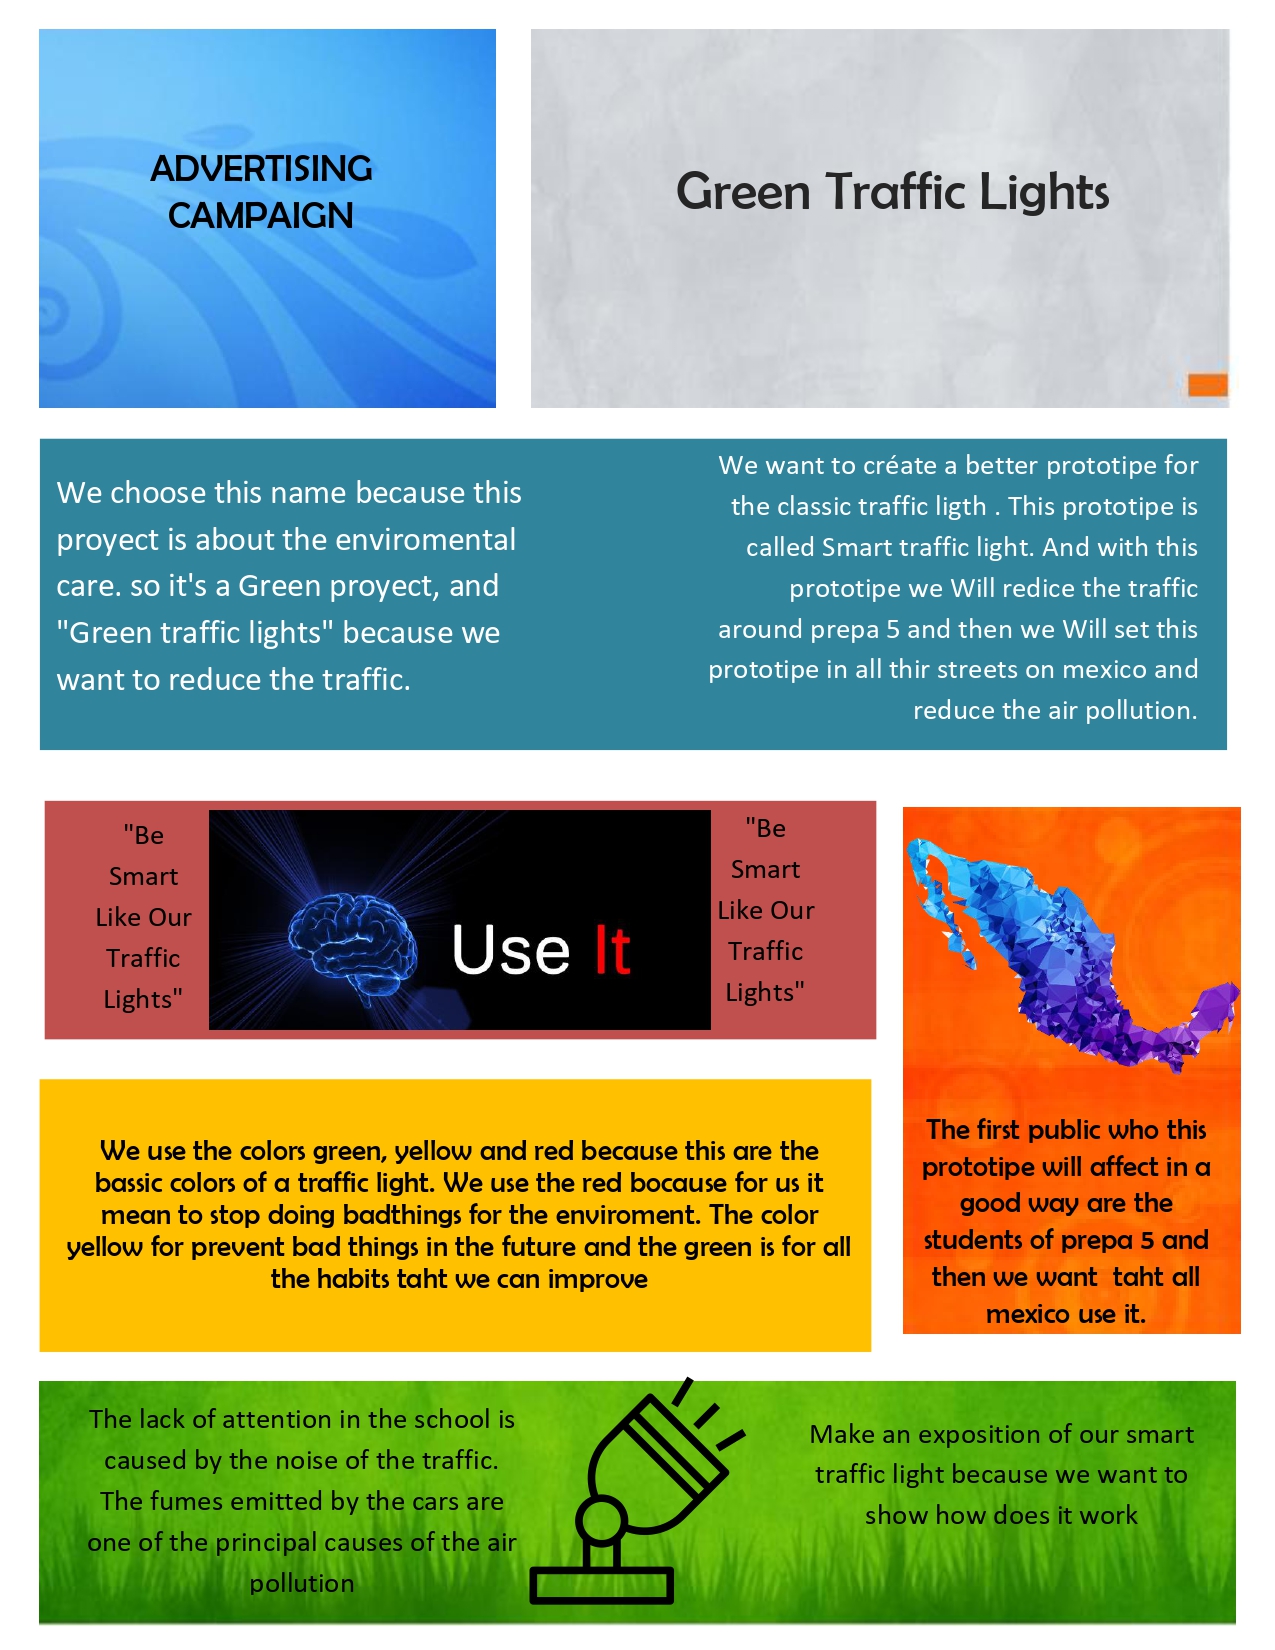 ADVERTISING
CAMPAIGN
Green Traffic Lights
We choose this name because this
proyect is about the enviromental
care. so it's a Green proyect, and
"Green traffic lights" because we
want to reduce the traffic.
We want to créate a better prototipe for
the classic traffic ligth . This prototipe is
called Smart traffic light. And with this
prototipe we Will redice the traffic
around prepa 5 and then we Will set this
prototipe in all thir streets on mexico and
reduce the air pollution.
"Be
Smart
Like Our
Traffic
Lights"
Use It
"Be
Smart
Like Our
Traffic
Lights"
The first public who this
prototipe will affect in a
good way are the
students of prepa 5 and
then we want  taht all
mexico use it.
We use the colors green, yellow and red because this are the
bassic colors of a traffic light. We use the red bocause for us it
mean to stop doing badthings for the enviroment. The color
yellow for prevent bad things in the future and the green is for all
the habits taht we can improve
The lack of attention in the school is
caused by the noise of the traffic.
The fumes emitted by the cars are
one of the principal causes of the air
pollution
Make an exposition of our smart
traffic light because we want to
show how does it work